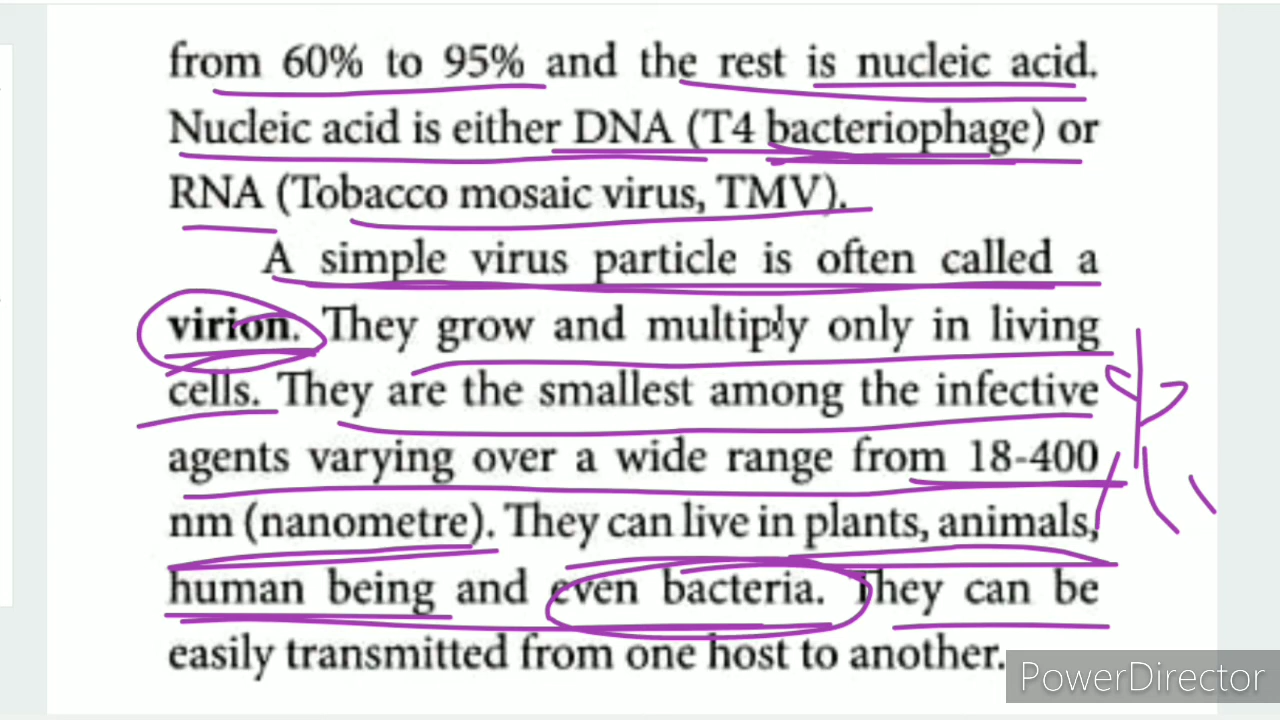 from 60% to 95% and the rest is nucleic acid.
Nucleic acid is either DNA (T4 bacteriophage) or
RNA (Tobacco mosaic virus, TMV).
A simple virus particle is often called a
virion. They grow and multiply only in living
cells. They are the smallest among the infective
agents varying over a wide range from 18-400
nm (nanometre). They can live in plants, animals,
human being and even bacteria. They can be
easily transmitted from one host to another.
PowerDirector